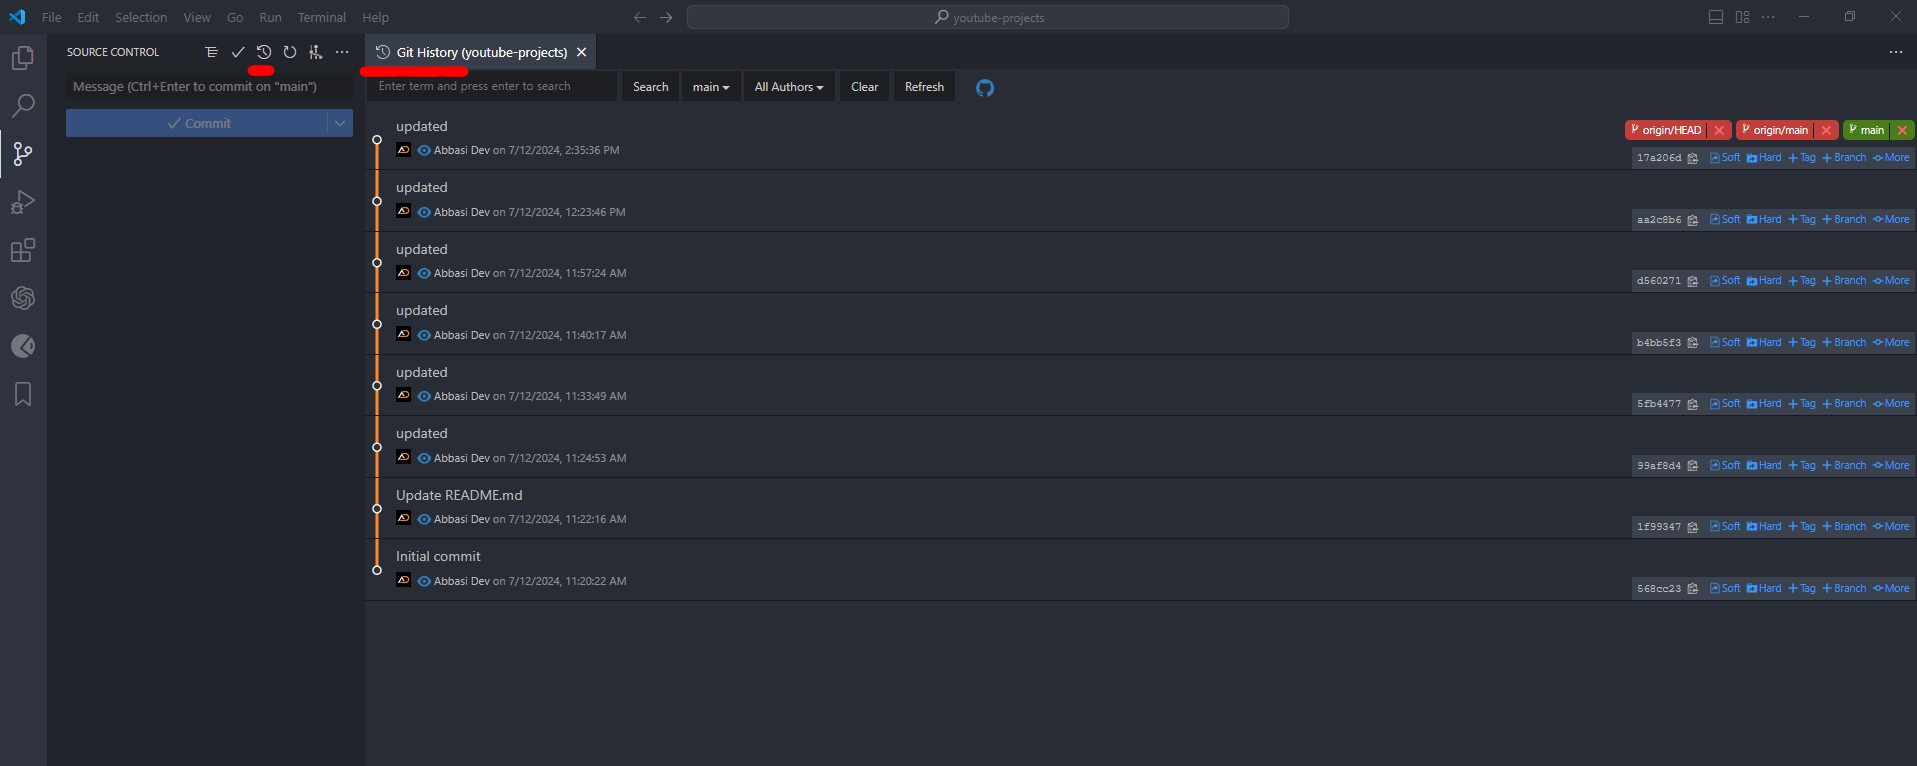 File Edit Selection View Go Run Terminal Help
youtube-projects
SOURCE CONTROL
Git History (youtube-projects)
Message (Ctrl+Enter to commit on "main")
Commit
Enter term and press enter to search
Search
main
All Authors
Clear
Refresh
updated
origin/HEAD origin/main main
Abbasi Dev on 7/12/2024, 2:35:36 PM
17a206d Soft Hard Tag Branch More
updated
Abbasi Dev on 7/12/2024, 12:23:46 PM
aa2c8b6 Soft Hard Tag Branch More
updated
Abbasi Dev on 7/12/2024, 11:57:24 AM
d560271 Soft Hard Tag Branch More
updated
Abbasi Dev on 7/12/2024, 11:40:17 AM
b4bb5f3 Soft Hard Tag Branch More
updated
Abbasi Dev on 7/12/2024, 11:33:49 AM
5fb4477 Soft Hard Tag Branch More
updated
Abbasi Dev on 7/12/2024, 11:24:53 AM
99af8d4 Soft Hard Tag Branch More
Update README.md
Abbasi Dev on 7/12/2024, 11:22:16 AM
1f99347 Soft Hard Tag Branch More
Initial commit
Abbasi Dev on 7/12/2024, 11:20:22 AM
568cc23 Soft Hard Tag Branch More